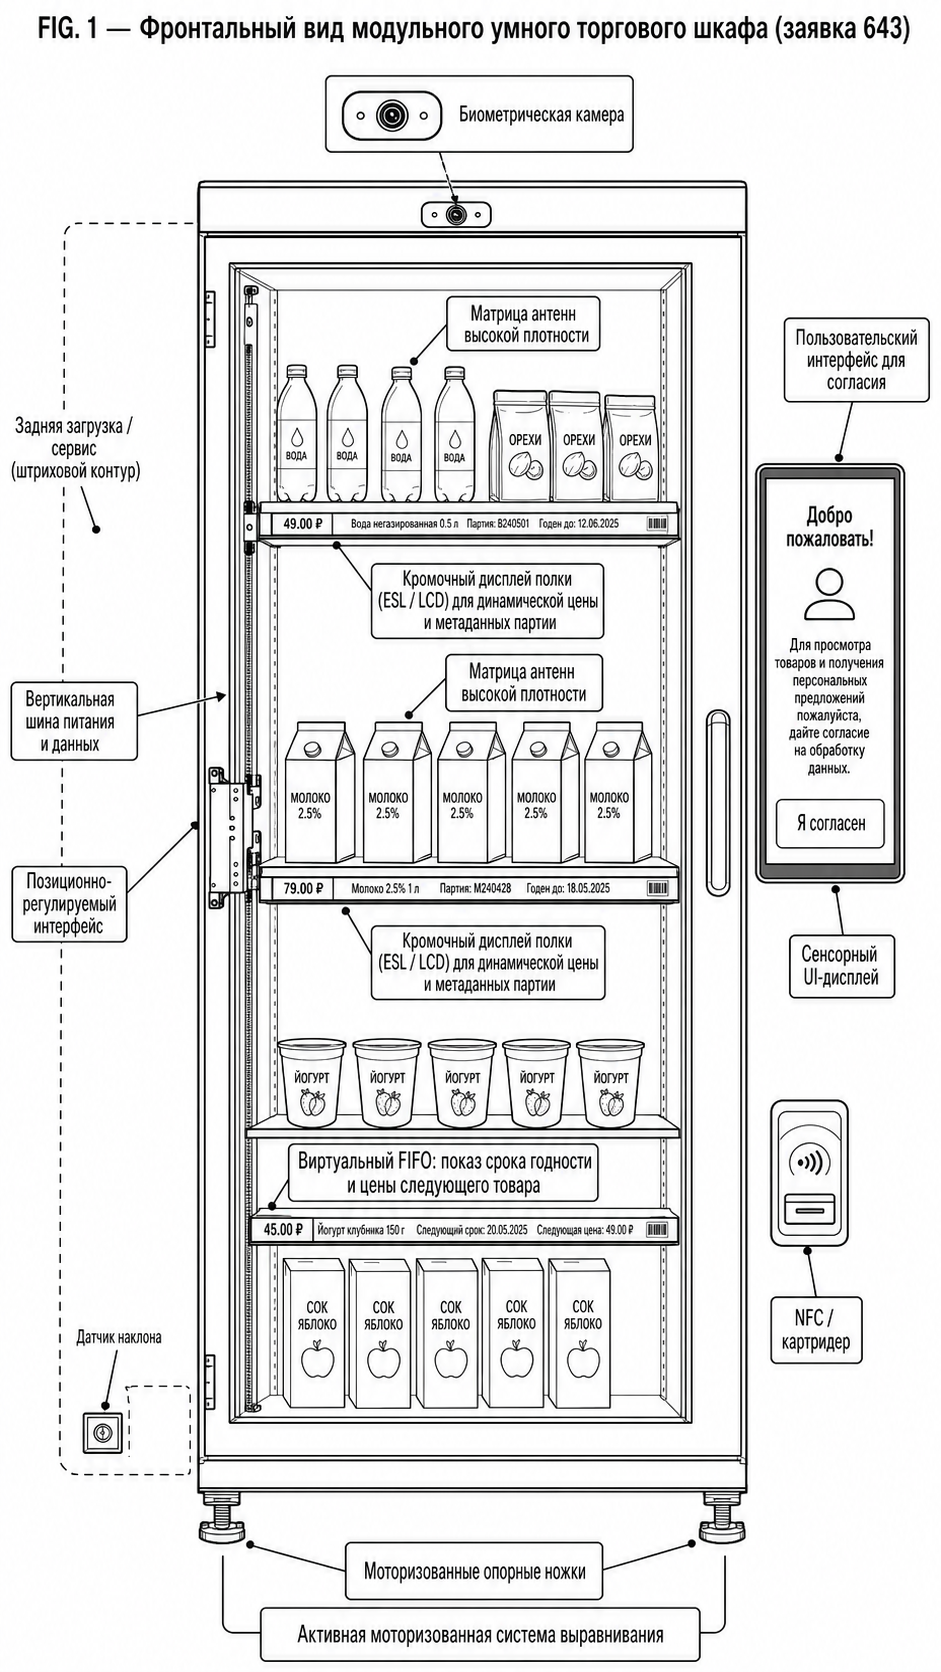 FIG. 1 — Фронтальный вид модульного умного торгового шкафа (заявка 643)
Биометрическая камера
Матрица антенн
высокой плотности
Пользовательский
интерфейс для
согласия
Задняя загрузка /
сервис
(штриховой контур)
ВОДА
ВОДА
ВОДА
ВОДА
ОРЕХИ
ОРЕХИ
ОРЕХИ
49.00 ₽ Вода негазированная 0.5 л Партия: B240501 Годен до: 12.06.2025
Добро
пожаловать!
Для просмотра
товаров и получения
персональных
предложений
пожалуйста,
дайте согласие
на обработку
данных.
Я согласен
Кромочный дисплей полки
(ESL / LCD) для динамической цены
и метаданных партии
Матрица антенн
высокой плотности
Вертикальная
шина питания
и данных
МОЛОКО
2.5%
МОЛОКО
2.5%
МОЛОКО
2.5%
МОЛОКО
2.5%
МОЛОКО
2.5%
79.00 ₽ Молоко 2.5% 1 л Партия: M240428 Годен до: 18.05.2025
Позиционно-
регулируемый
интерфейс
Кромочный дисплей полки
(ESL / LCD) для динамической цены
и метаданных партии
Сенсорный
UI-дисплей
ЙОГУРТ
ЙОГУРТ
ЙОГУРТ
ЙОГУРТ
ЙОГУРТ
Виртуальный FIFO: показ срока годности
и цены следующего товара
45.00 ₽ Йогурт клубника 150 г Следующий срок: 20.05.2025 Следующая цена: 49.00 ₽
СОК
ЯБЛОКО
СОК
ЯБЛОКО
СОК
ЯБЛОКО
СОК
ЯБЛОКО
СОК
ЯБЛОКО
NFC /
картридер
Датчик наклона
Моторизованные опорные ножки
Активная моторизованная система выравнивания